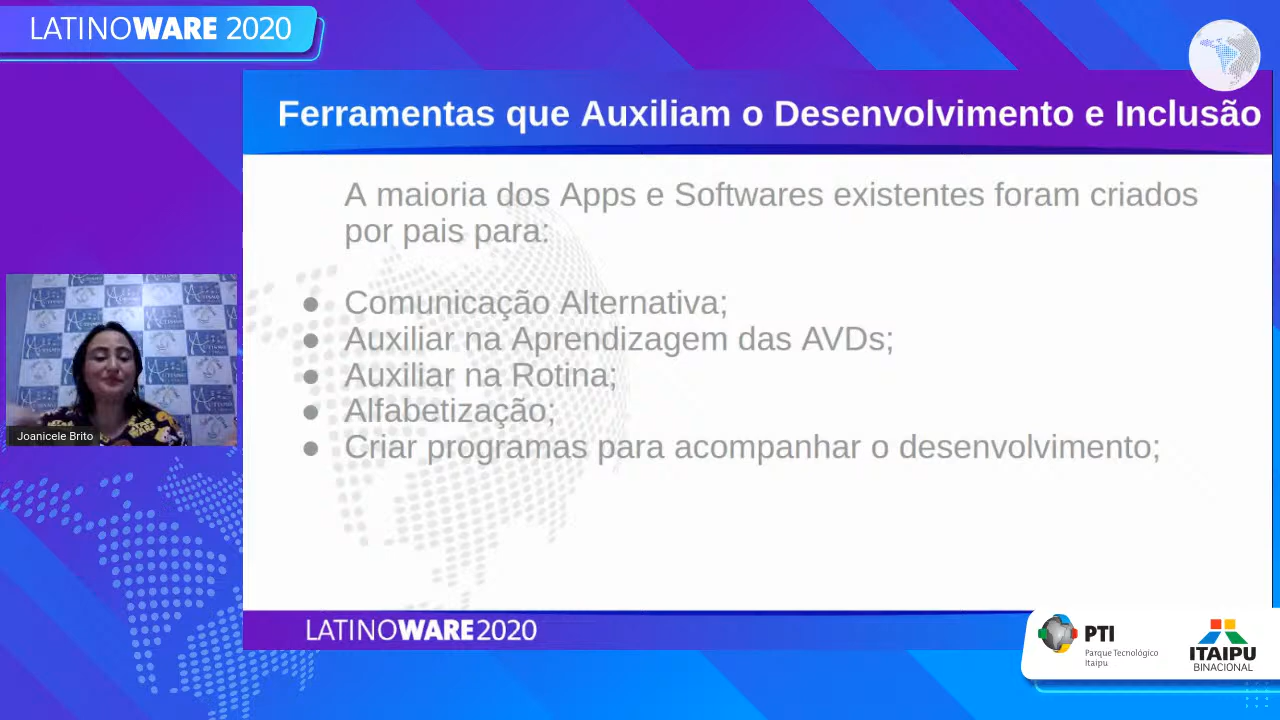 LATINOWARE 2020
Ferramentas que Auxiliam o Desenvolvimento e Inclusão
A maioria dos Apps e Softwares existentes foram criados
por pais para:
● Comunicação Alternativa;
● Auxiliar na Aprendizagem das AVDs;
● Auxiliar na Rotina;
● Alfabetização;
● Criar programas para acompanhar o desenvolvimento;
Joanicele Brito
LATINOWARE2020
PTI
Parque Tecnológico
Itaipu
ITAIPU
BINACIONAL